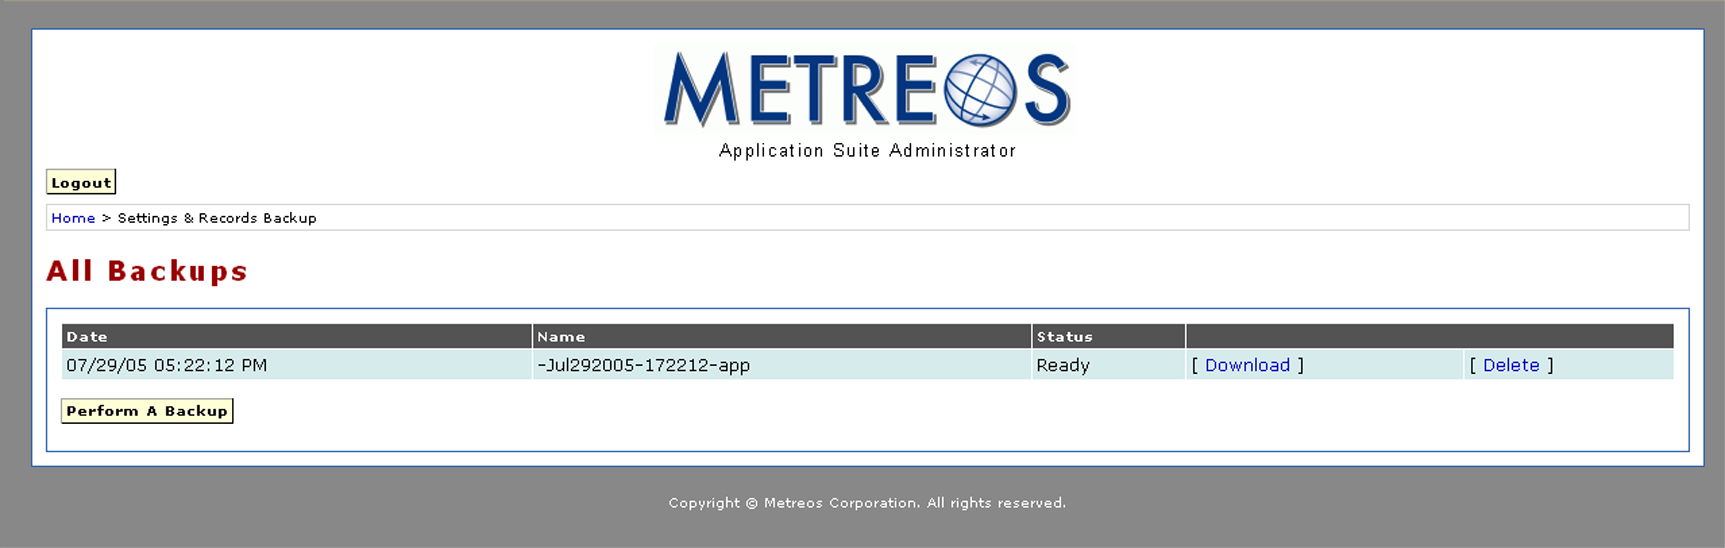 METREOS
Application Suite Administrator
Logout
Home > Settings & Records Backup
All Backups
Date Name Status
07/29/05 05:22:12 PM -Jul292005-172212-app Ready [ Download ] [ Delete ]
Perform A Backup
Copyright © Metreos Corporation. All rights reserved.